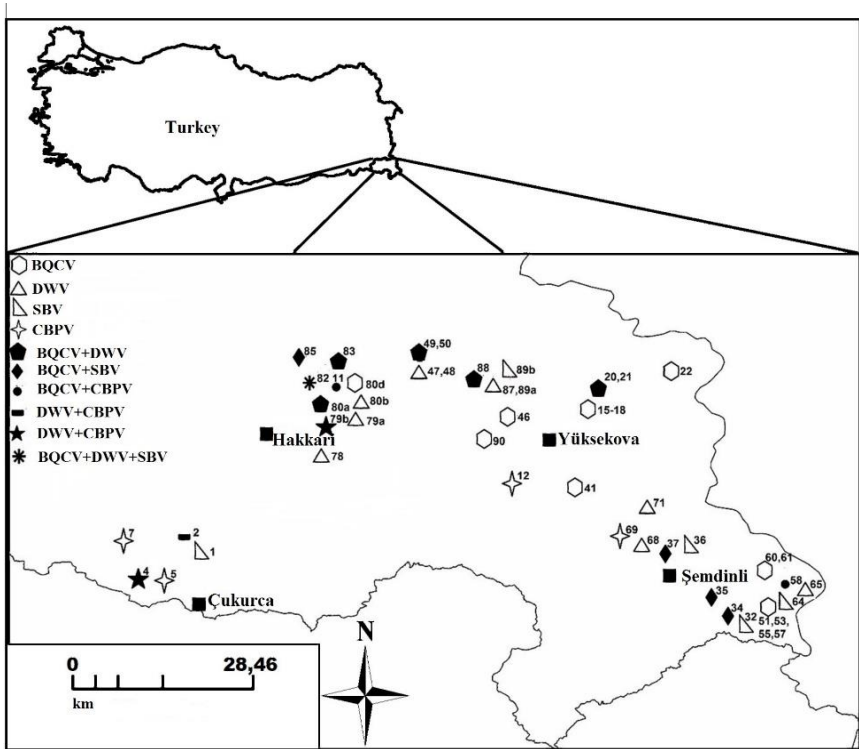 Turkey
BQCV
DWV
SBV
CBPV
BQCV+DWV
BQCV+SBV
BQCV+CBPV
DWV+CBPV
DWV+CBPV
BQCV+DWV+SBV
85
83
49,50
47,48
82
11
80d
80a
80b
79b
79a
78
Hakkari
88
89b
87,89a
20,21
22
15-18
46
90
Yüksekova
12
41
71
69
68
37
36
Şemdinli
60,61
58
65
64
35
34
32
51,53,
55,57
7
2
1
4
5
Çukurca
N
0 28,46
km